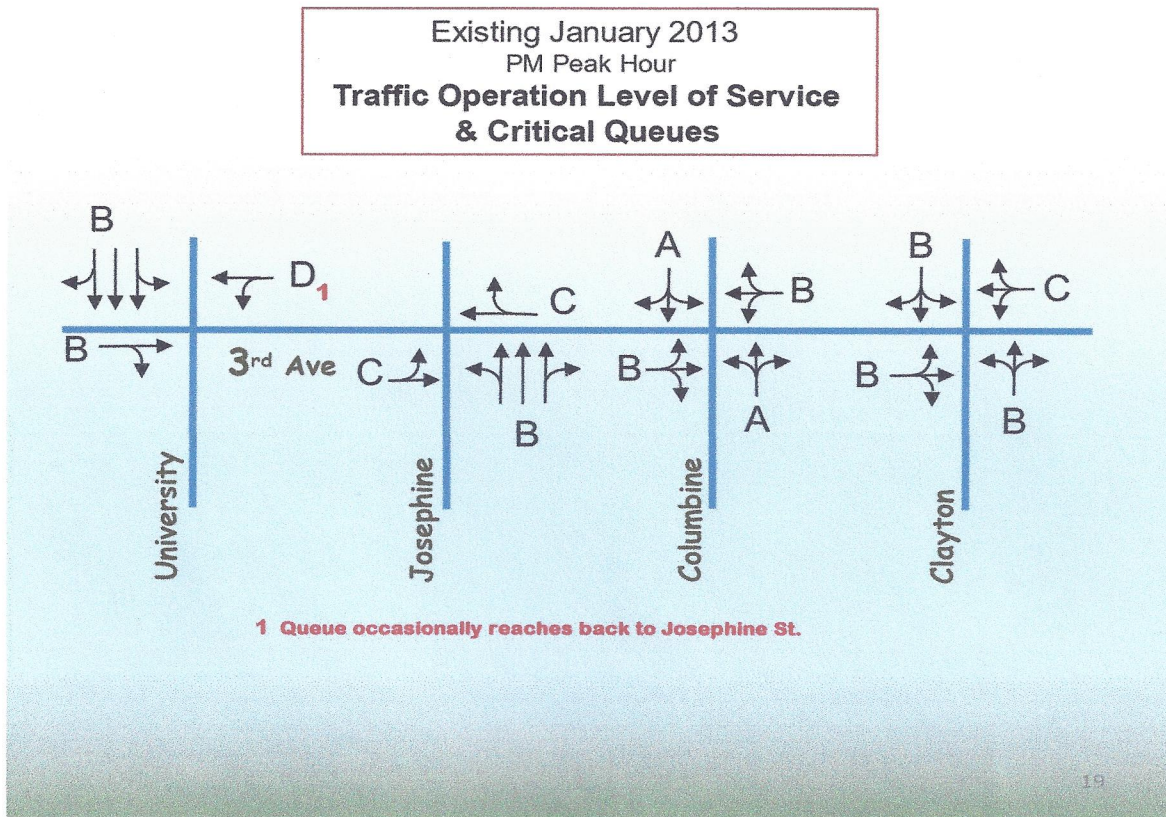 Existing January 2013
PM Peak Hour
Traffic Operation Level of Service
& Critical Queues
B
D1
A
B
B
C
C
B
3rd Ave
C
B
B
A
B
B
University
Josephine
Columbine
Clayton
1 Queue occasionally reaches back to Josephine St.
19